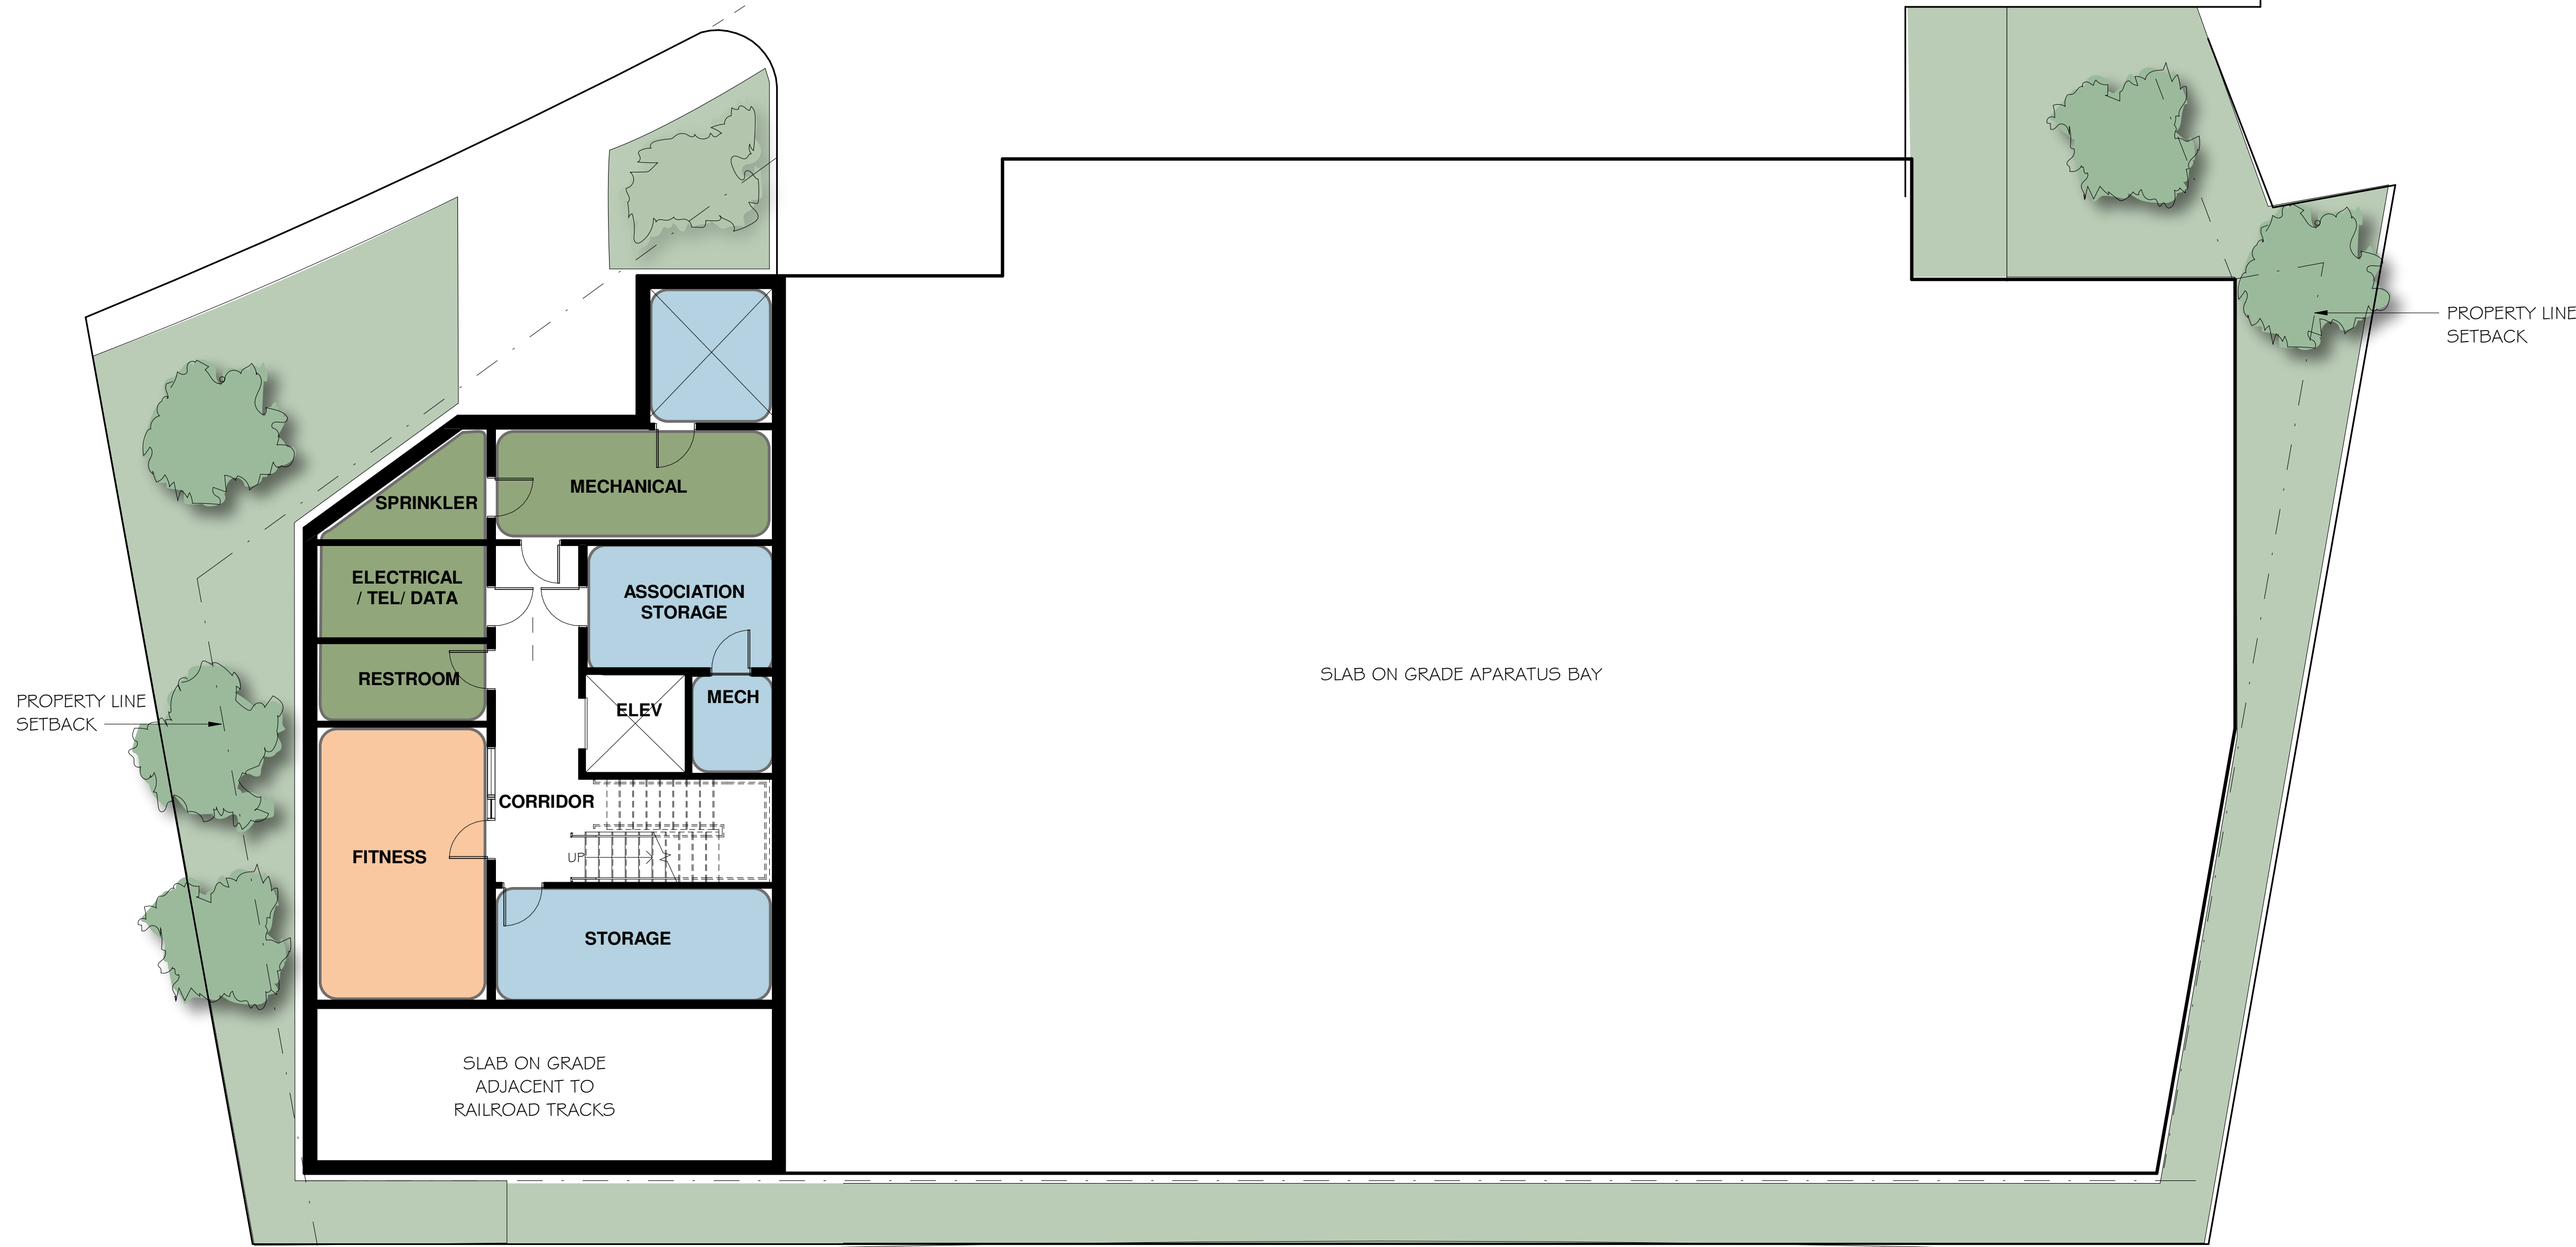 PROPERTY LINE
SETBACK
SPRINKLER
MECHANICAL
ELECTRICAL
/ TEL/ DATA
ASSOCIATION
STORAGE
RESTROOM
ELEV
MECH
SLAB ON GRADE APARATUS BAY
PROPERTY LINE
SETBACK
CORRIDOR
FITNESS
UP
STORAGE
SLAB ON GRADE
ADJACENT TO
RAILROAD TRACKS